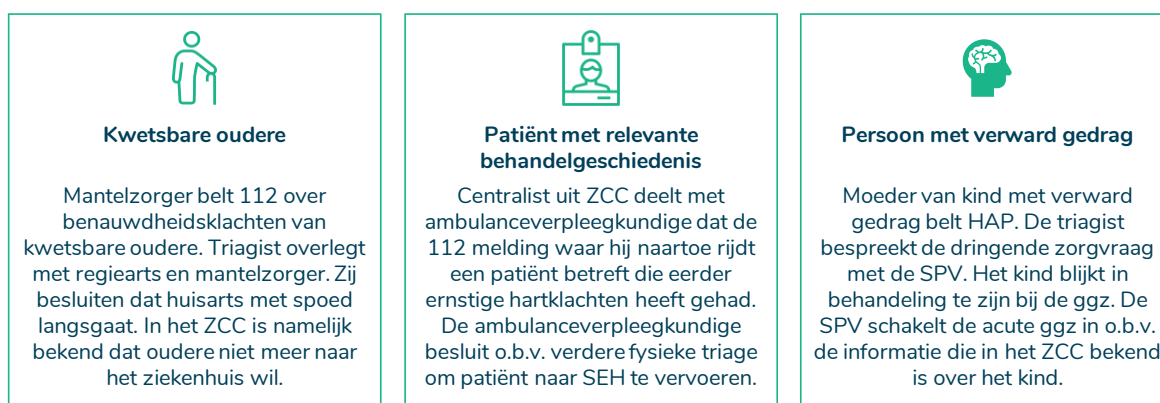 Kwetsbare oudere
Mantelzorger belt 112 over
benauwdheidsklachten van
kwetsbare oudere. Triagist overlegt
met regiearts en mantelzorger. Zij
besluiten dat huisarts met spoed
langsgaat. In het ZCC is namelijk
bekend dat oudere niet meer naar
het ziekenhuis wil.
Patiënt met relevante
behandelgeschiedenis
Centralist uit ZCC deelt met
ambulanceverpleegkundige dat de
112 melding waar hij naartoe rijdt
een patiënt betreft die eerder
ernstige hartklachten heeft gehad.
De ambulanceverpleegkundige
besluit o.b.v. verdere fysieke triage
om patiënt naar SEH te vervoeren.
Persoon met verward gedrag
Moeder van kind met verward
gedrag belt HAP. De triagist
bespreekt de dringende zorgvraag
met de SPV. Het kind blijkt in
behandeling te zijn bij de ggz. De
SPV schakelt de acute ggz in o.b.v.
de informatie die in het ZCC bekend
is over het kind.